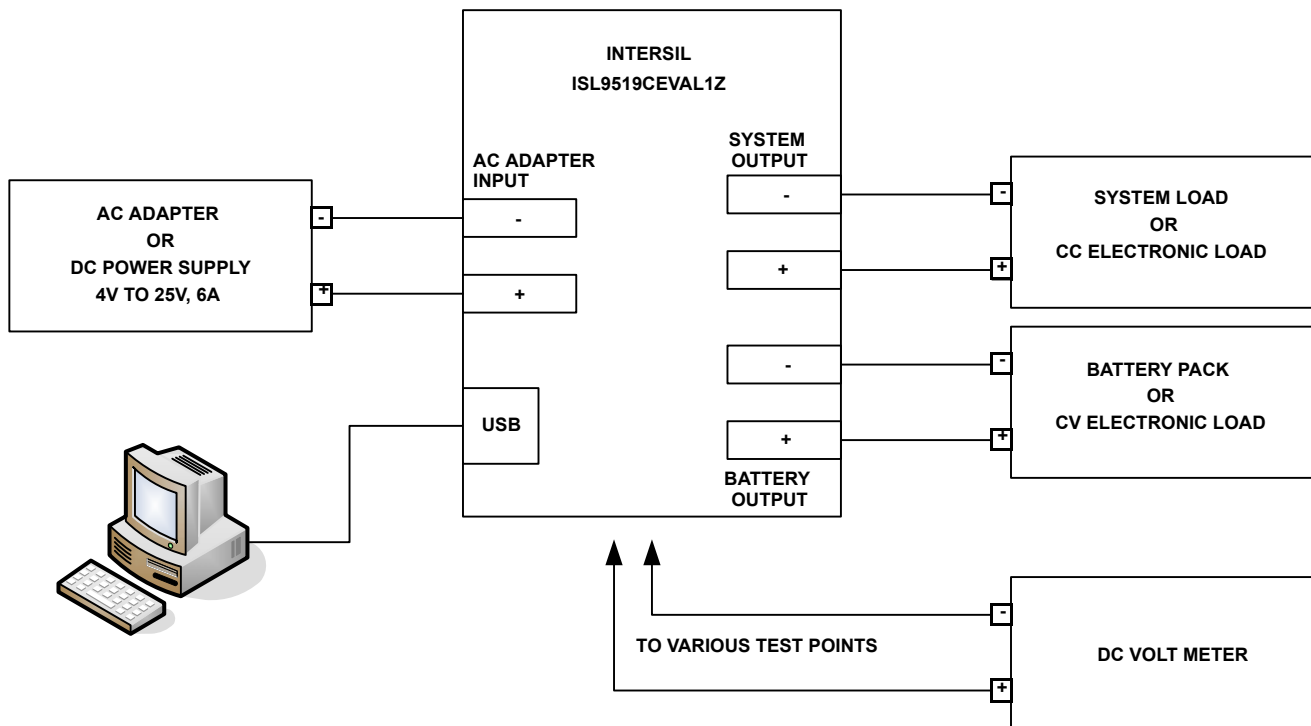 INTERSIL
ISL9519CEVAL1Z
AC ADAPTER
INPUT
-
+
USB
SYSTEM
OUTPUT
-
+
-
+
BATTERY
OUTPUT
AC ADAPTER
OR
DC POWER SUPPLY
4V TO 25V, 6A
-
+
-
+
SYSTEM LOAD
OR
CC ELECTRONIC LOAD
-
+
BATTERY PACK
OR
CV ELECTRONIC LOAD
TO VARIOUS TEST POINTS
-
+
DC VOLT METER